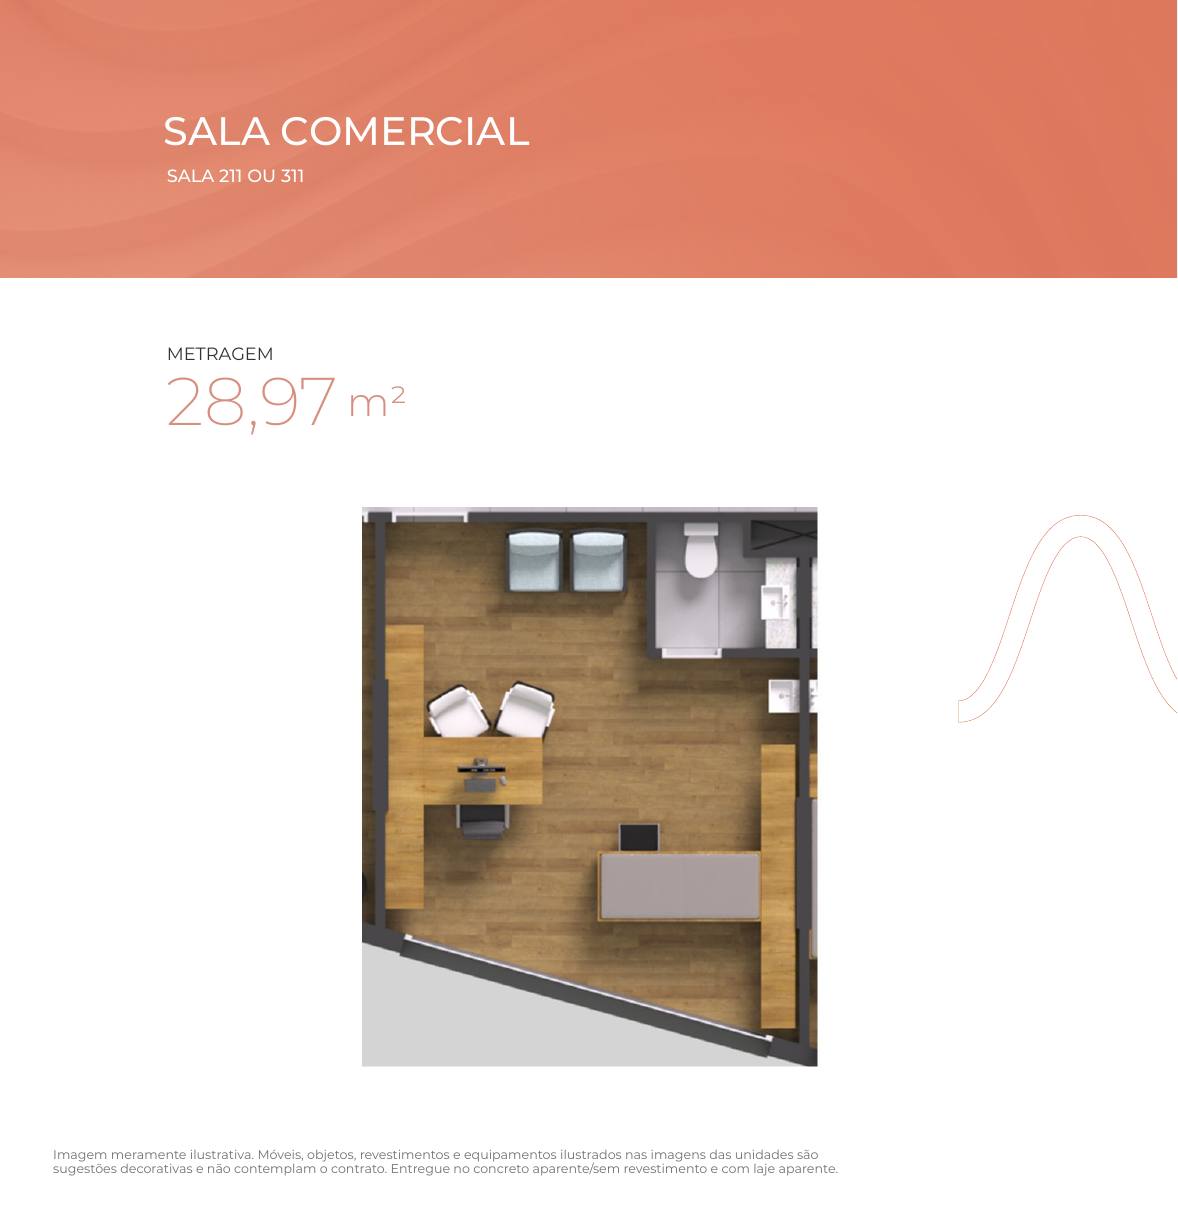 SALA COMERCIAL
SALA 211 OU 311
METRAGEM
28,97 m²
Imagem meramente ilustrativa. Móveis, objetos, revestimentos e equipamentos ilustrados nas imagens das unidades são
sugestões decorativas e não contemplam o contrato. Entregue no concreto aparente/sem revestimento e com laje aparente.